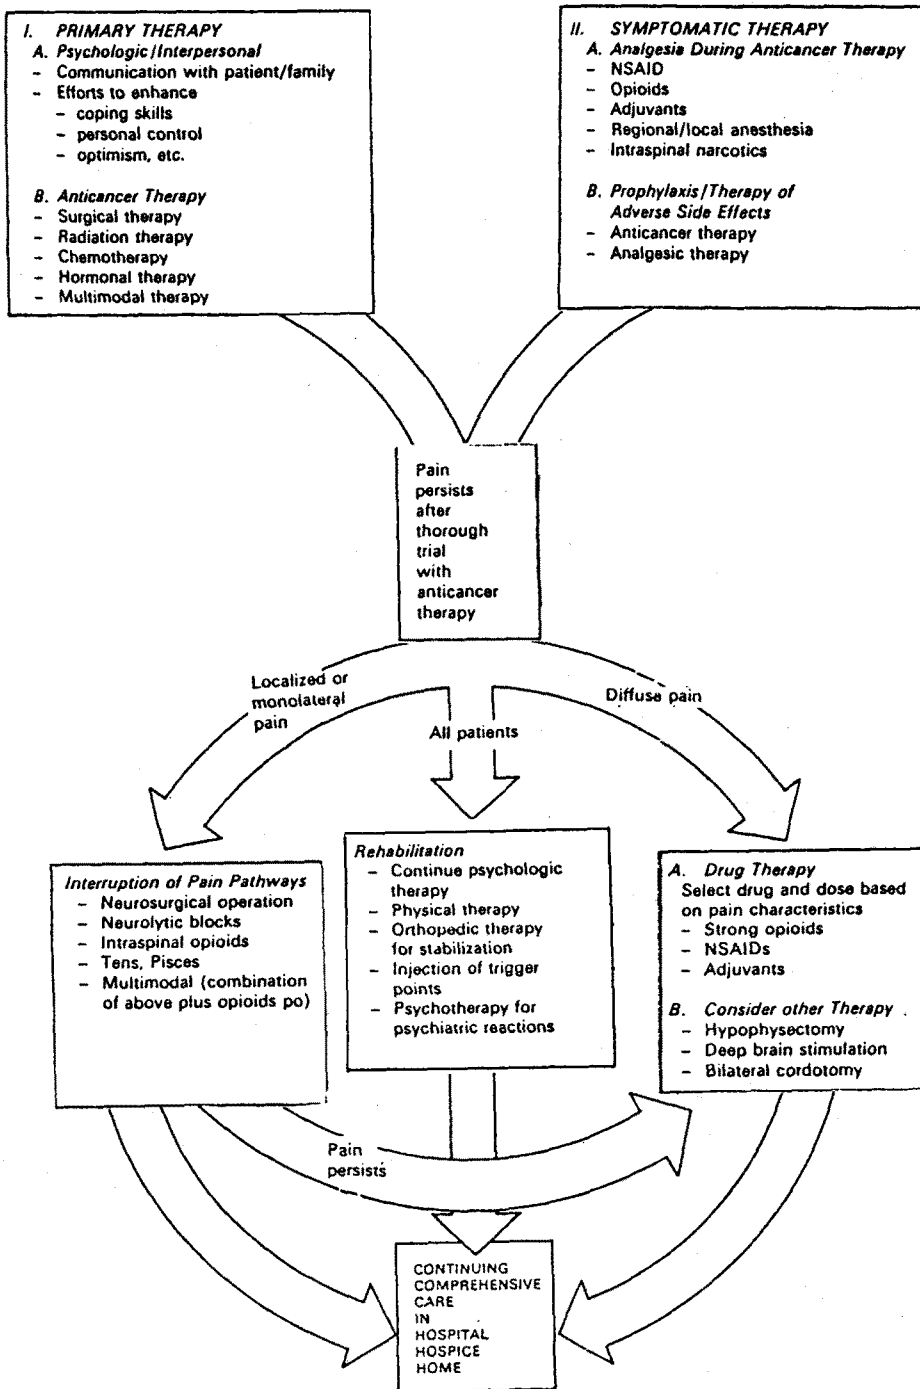 I. PRIMARY THERAPY
A. Psychologic/Interpersonal
- Communication with patient/family
- Efforts to enhance
- coping skills
- personal control
- optimism, etc.
B. Anticancer Therapy
- Surgical therapy
- Radiation therapy
- Chemotherapy
- Hormonal therapy
- Multimodal therapy
II. SYMPTOMATIC THERAPY
A. Analgesia During Anticancer Therapy
- NSAID
- Opioids
- Adjuvants
- Regional/local anesthesia
- Intraspinal narcotics
B. Prophylaxis/Therapy of
Adverse Side Effects
- Anticancer therapy
- Analgesic therapy
Pain
persists
after
thorough
trial
with
anticancer
therapy
Localized or
monolateral
pain
All patients
Diffuse pain
Interruption of Pain Pathways
- Neurosurgical operation
- Neurolytic blocks
- Intraspinal opioids
- Tens, Pisces
- Multimodal (combination
of above plus opioids po)
Rehabilitation
- Continue psychologic
therapy
- Physical therapy
- Orthopedic therapy
for stabilization
- Injection of trigger
points
- Psychotherapy for
psychiatric reactions
A. Drug Therapy
Select drug and dose based
on pain characteristics
- Strong opioids
- NSAIDs
- Adjuvants
B. Consider other Therapy
- Hypophysectomy
- Deep brain stimulation
- Bilateral cordotomy
Pain
persists
CONTINUING
COMPREHENSIVE
CARE
IN
HOSPITAL
HOSPICE
HOME